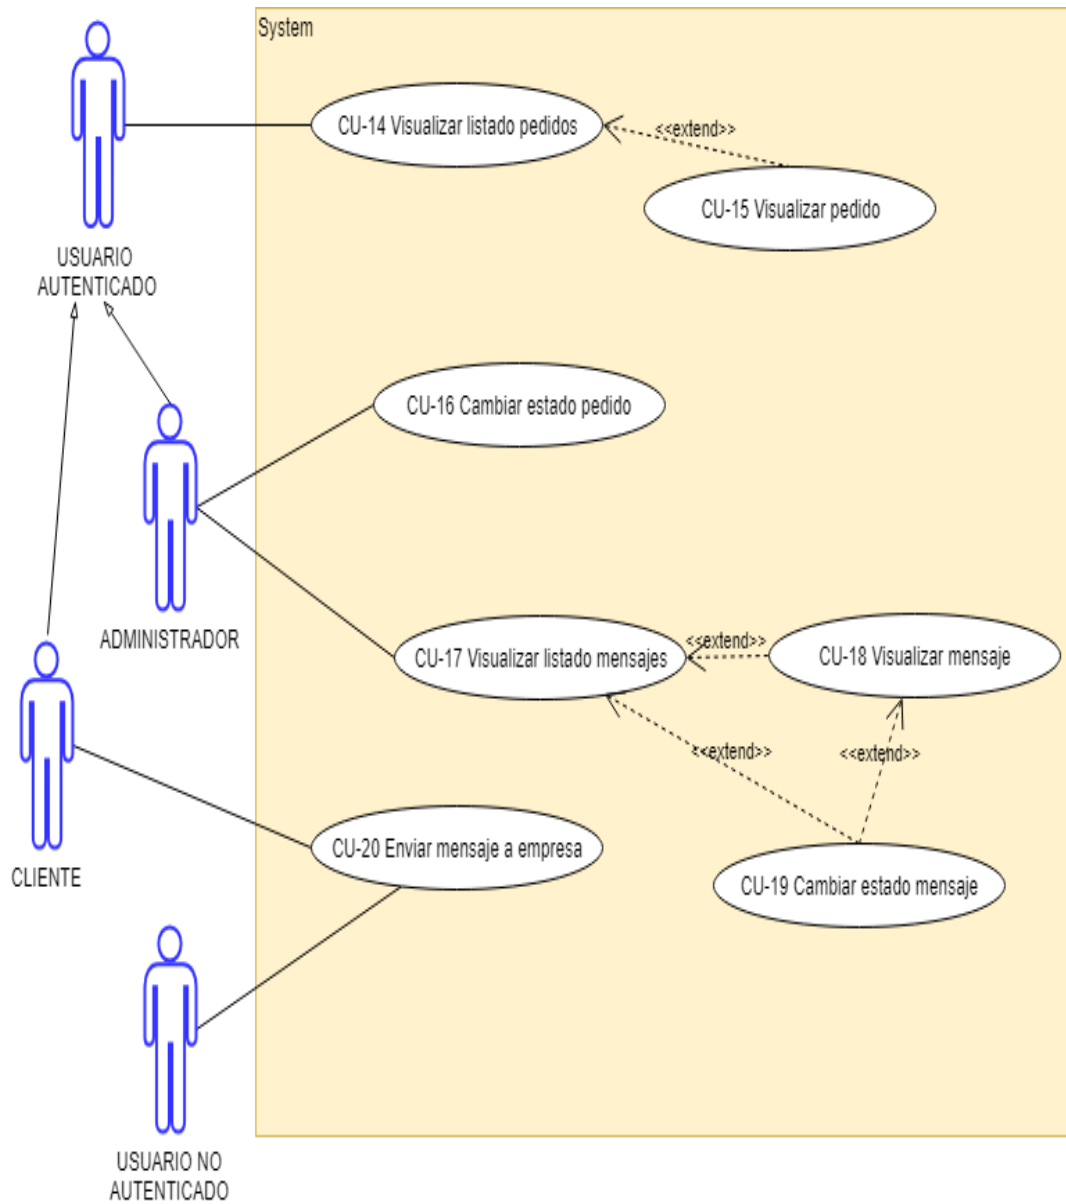 System
CU-14 Visualizar listado pedidos
<<extend>>
CU-15 Visualizar pedido
USUARIO
AUTENTICADO
CU-16 Cambiar estado pedido
ADMINISTRADOR
CU-17 Visualizar listado mensajes
<<extend>>
CU-18 Visualizar mensaje
<<extend>>
<<extend>>
CU-20 Enviar mensaje a empresa
CLIENTE
CU-19 Cambiar estado mensaje
USUARIO NO
AUTENTICADO